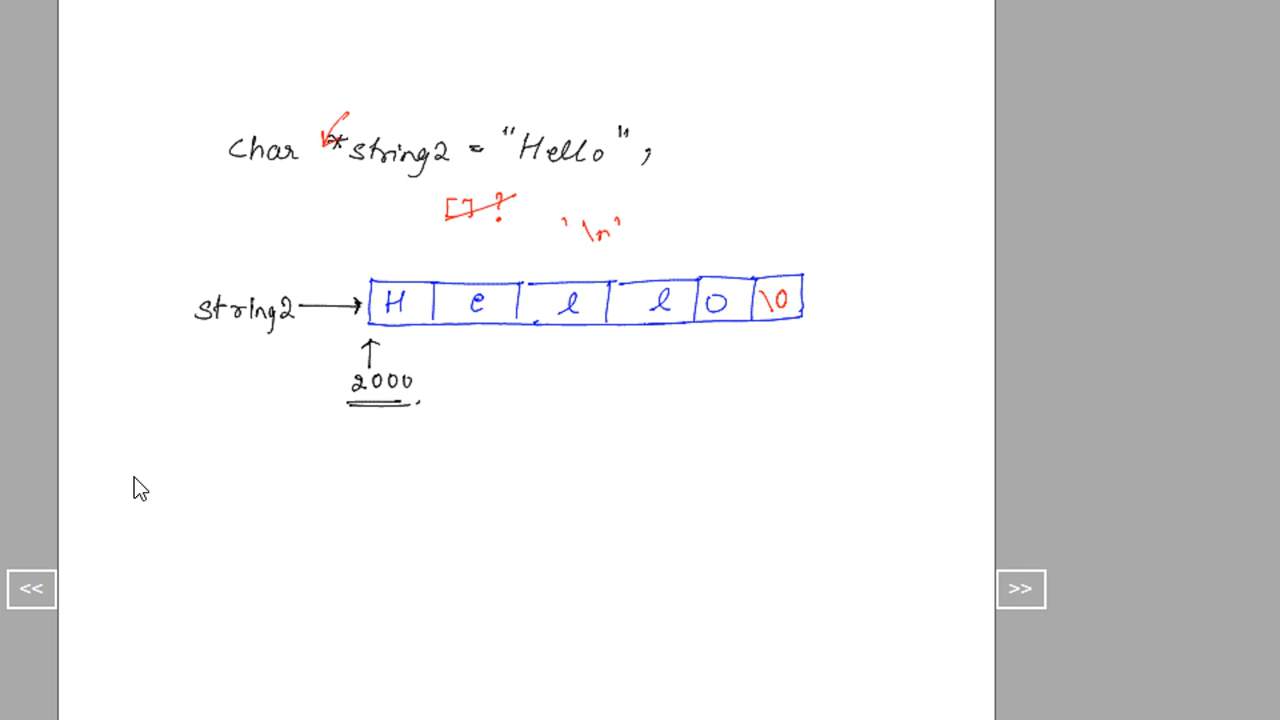 char *string2 = "Hello";
[] ?
'\n'
string2 → H e l l o \0
↑
2000
<< >>